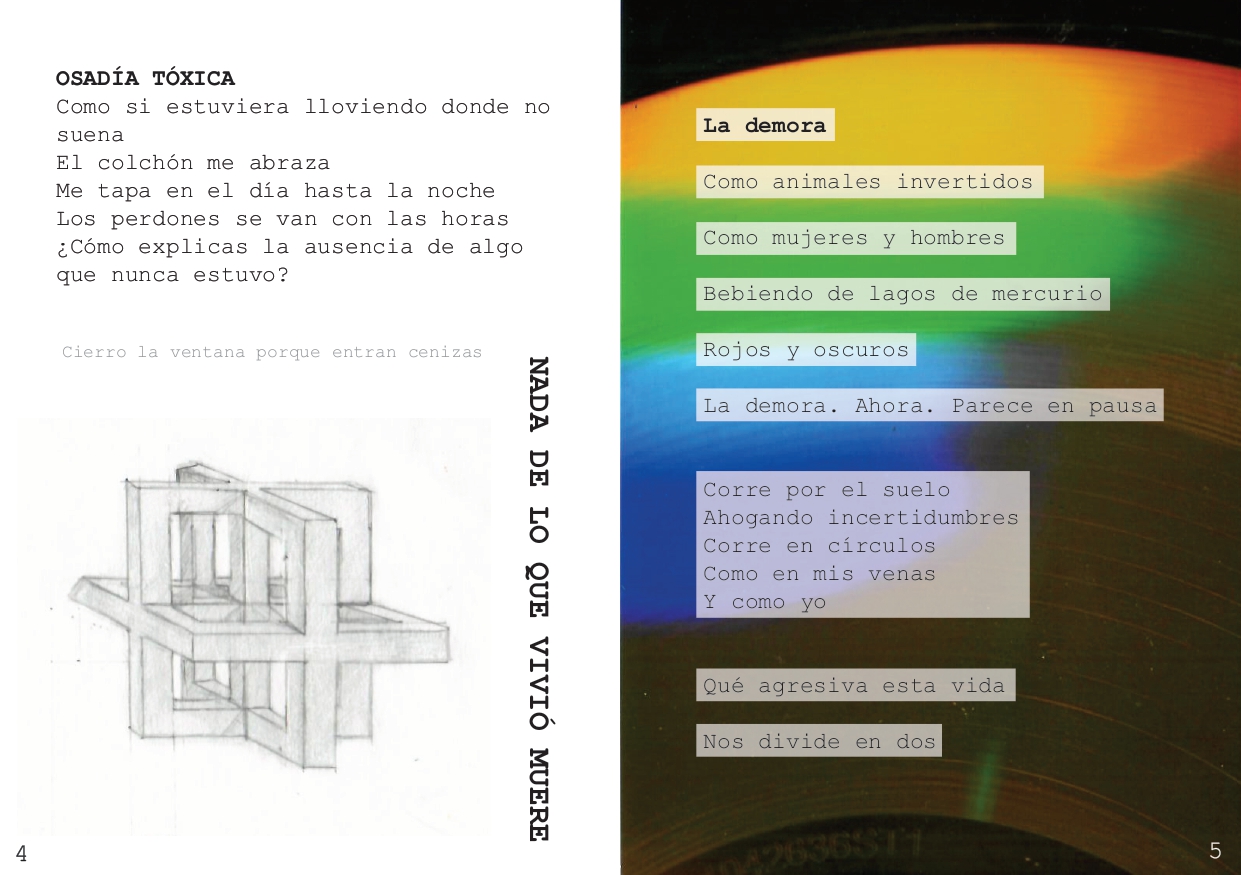 OSADÍA TÓXICA
Como si estuviera lloviendo donde no
suena
El colchón me abraza
Me tapa en el día hasta la noche
Los perdones se van con las horas
¿Cómo explicas la ausencia de algo
que nunca estuvo?
Cierro la ventana porque entran cenizas
NADA DE LO QUE VIVIÓ MUERE
4
La demora
Como animales invertidos
Como mujeres y hombres
Bebiendo de lagos de mercurio
Rojos y oscuros
La demora. Ahora. Parece en pausa
Corre por el suelo
Ahogando incertidumbres
Corre en círculos
Como en mis venas
Y como yo
Qué agresiva esta vida
Nos divide en dos
5